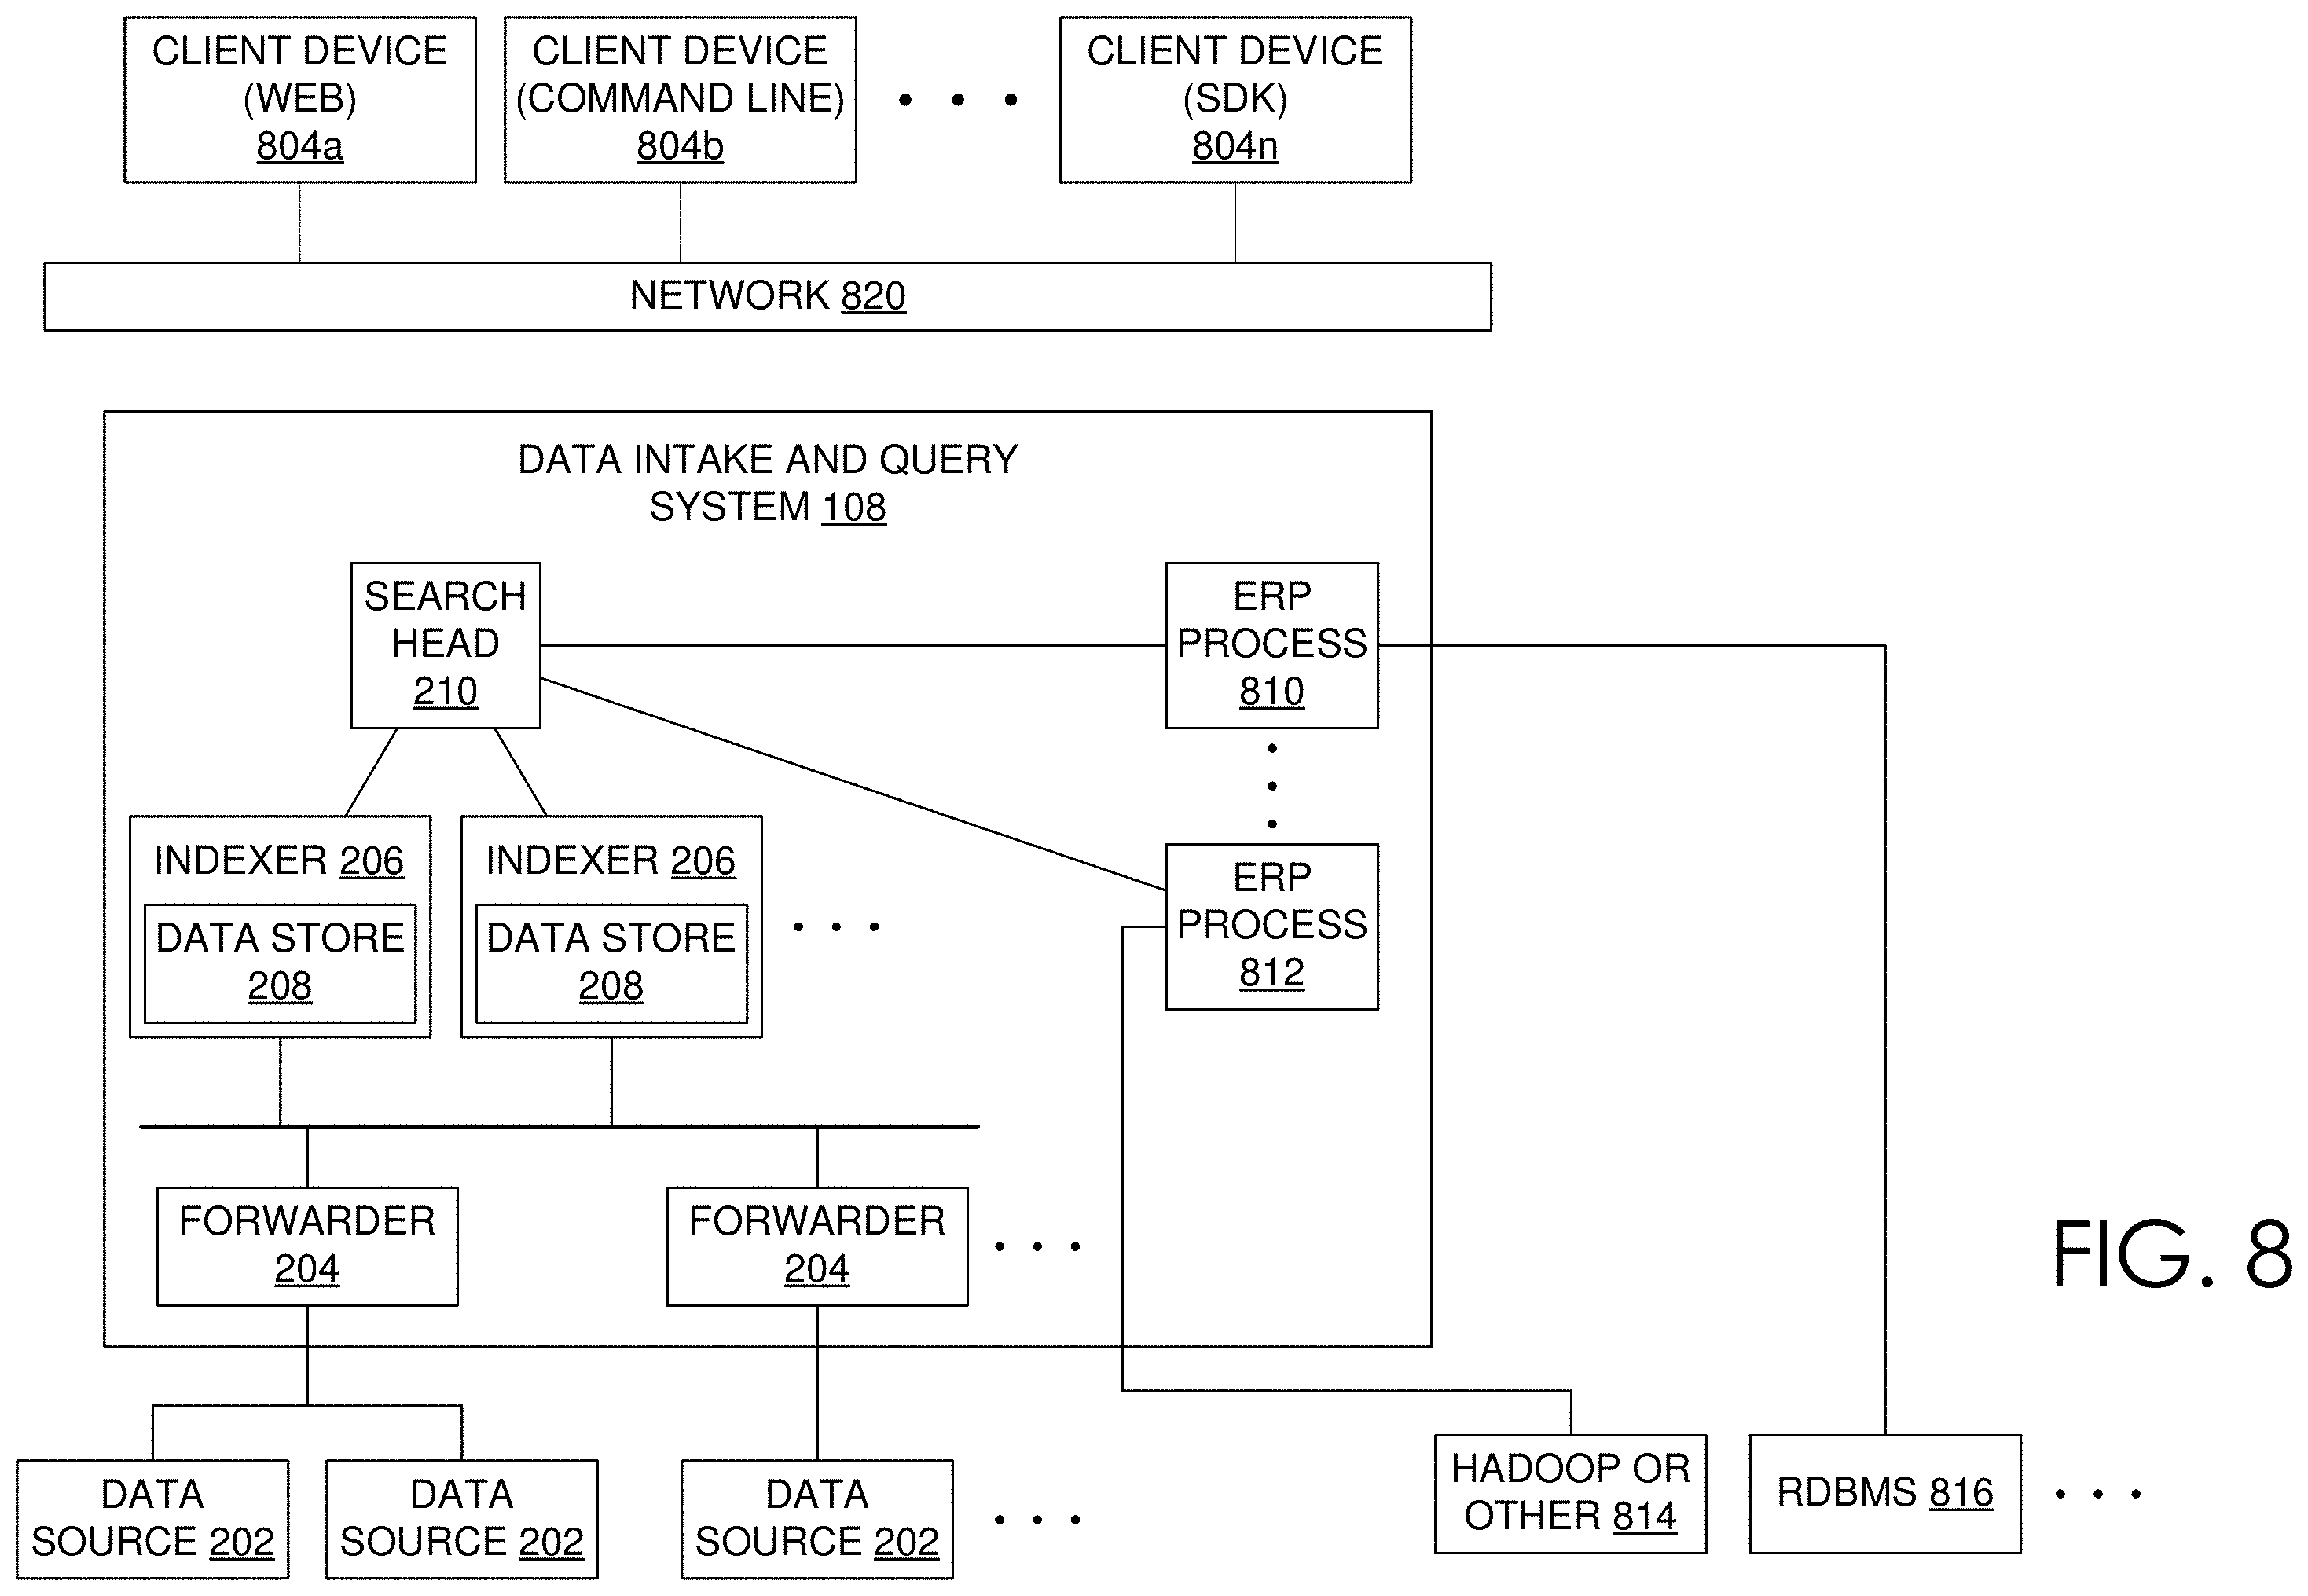 CLIENT DEVICE
(WEB)
804a
CLIENT DEVICE
(COMMAND LINE)
804b
CLIENT DEVICE
(SDK)
804n
NETWORK 820
DATA INTAKE AND QUERY
SYSTEM 108
SEARCH
HEAD
210
ERP
PROCESS
810
INDEXER 206
DATA STORE
208
INDEXER 206
DATA STORE
208
ERP
PROCESS
812
FORWARDER
204
FORWARDER
204
FIG. 8
DATA
SOURCE 202
DATA
SOURCE 202
DATA
SOURCE 202
HADOOP OR
OTHER 814
RDBMS 816